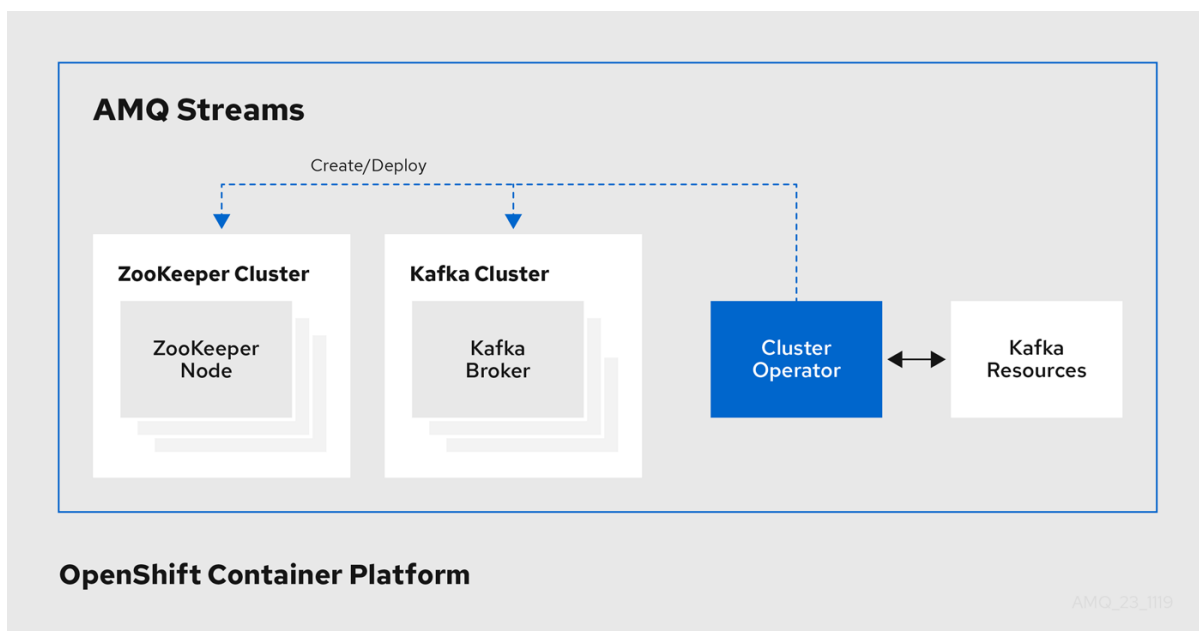 AMQ Streams
Create/Deploy
ZooKeeper Cluster
ZooKeeper
Node
Kafka Cluster
Kafka
Broker
Cluster
Operator
Kafka
Resources
OpenShift Container Platform
AMQ_23_1119